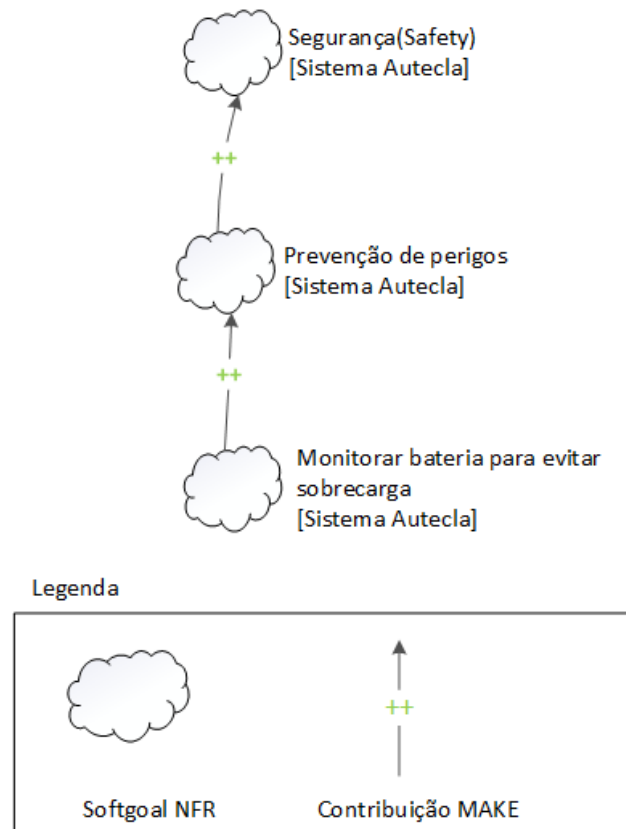 Segurança(Safety)
[Sistema Autecla]
++
Prevenção de perigos
[Sistema Autecla]
++
Monitorar bateria para evitar
sobrecarga
[Sistema Autecla]
Legenda
++
Softgoal NFR
Contribuição MAKE